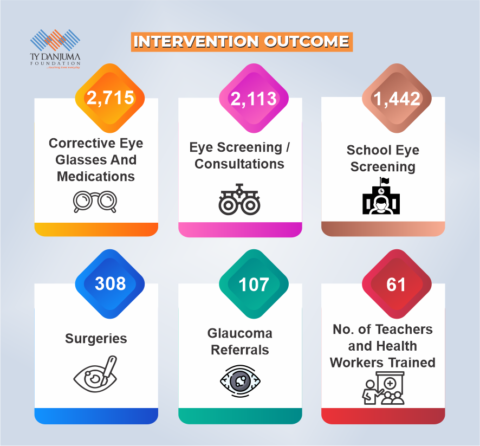 TY DANJUMA
FOUNDATION
INTERVENTION OUTCOME
2,715
Corrective Eye
Glasses And
Medications
2,113
Eye Screening /
Consultations
1,442
School Eye
Screening
308
Surgeries
107
Glaucoma
Referrals
61
No. of Teachers
and Health
Workers Trained